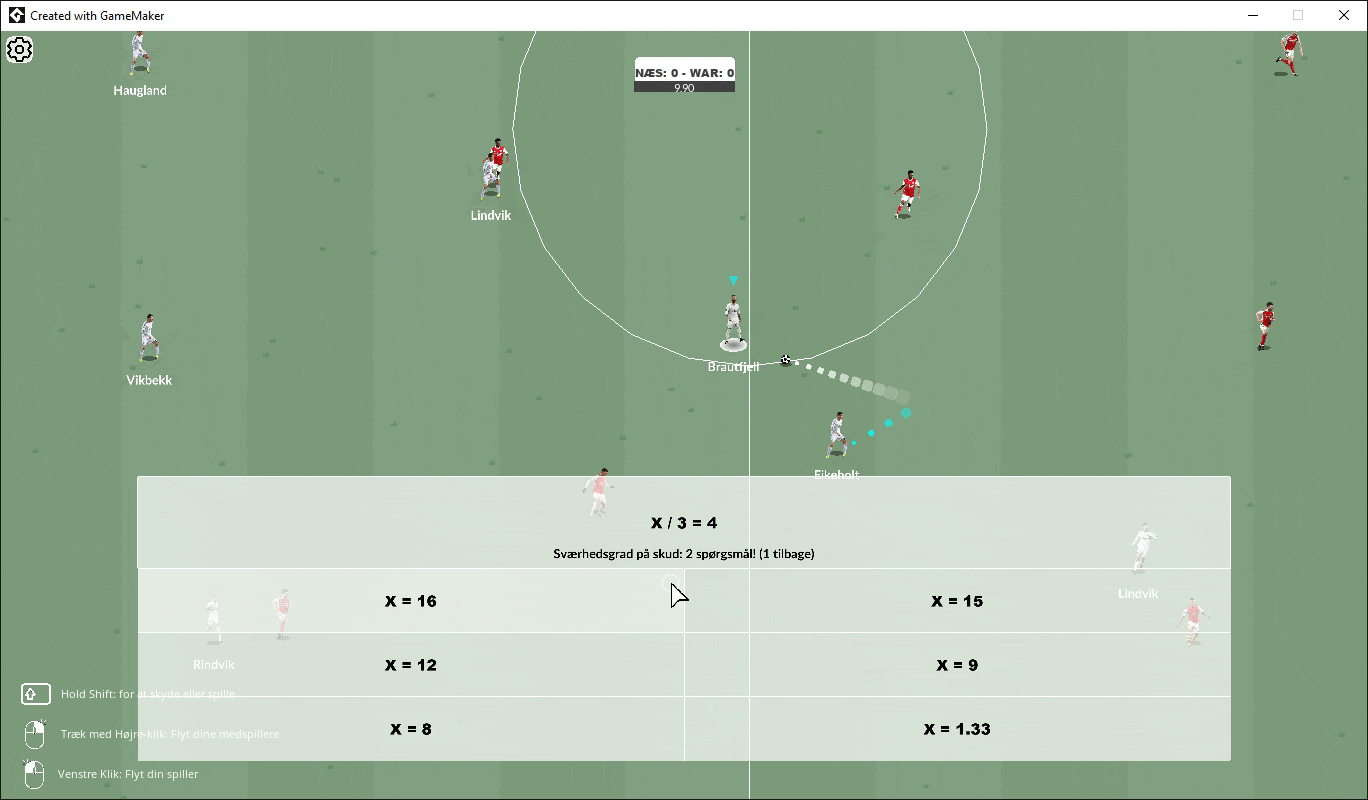 Created with GameMaker
Haugland
NÆS: 0 - WAR: 0
9.90
Lindvik
Brautfjell
Vikbekk
Eikeholt
X / 3 = 4
Sværhedsgrad på skud: 2 spørgsmål! (1 tilbage)
Lindvik
X = 16
X = 15
Rindvik
X = 12
X = 9
Hold Shift: for at skyde eller spille
Træk med Højre-klik: Flyt dine medspillere
X = 8
X = 1.33
Venstre Klik: Flyt din spiller